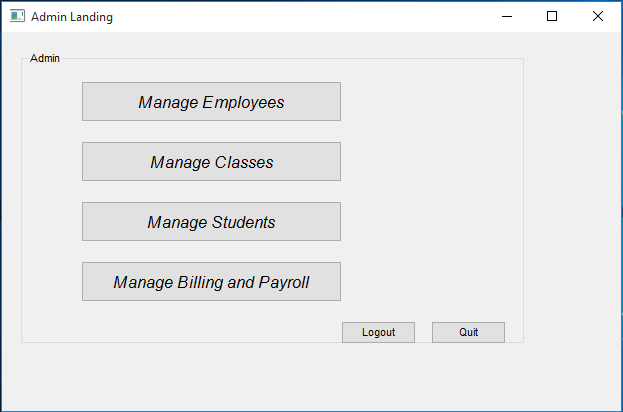 Admin Landing
Admin
Manage Employees
Manage Classes
Manage Students
Manage Billing and Payroll
Logout Quit